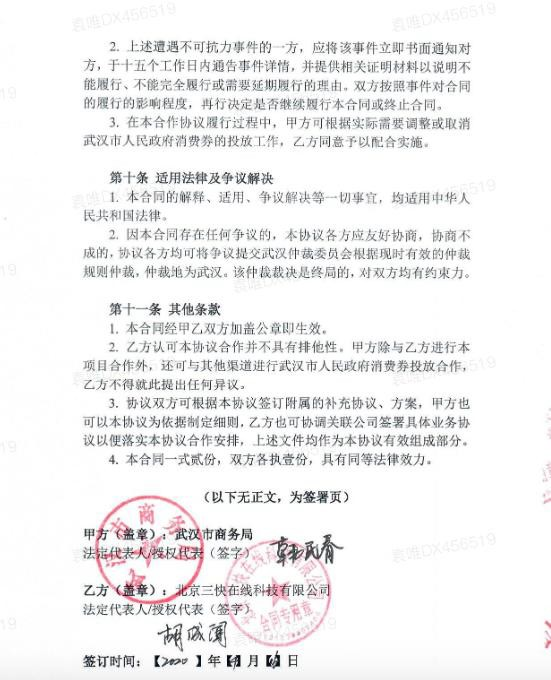 2. 上述遭遇不可抗力事件的一方，应将该事件立即书面通知对
方，于十五个工作日内通告事件详情，并提供相关证明材料以说明不
能履行、不能完全履行或需要延期履行的理由。双方按照事件对合同
的履行的影响程度，再行决定是否继续履行本合同或终止合同。
3. 在本合作协议履行过程中，甲方可根据实际需要调整或取消
武汉市人民政府消费券的投放工作，乙方同意予以配合实施。
第十条 适用法律及争议解决
1. 本合同的解释、适用、争议解决等一切事宜，均适用中华人
民共和国法律。
2. 因本合同存在任何争议的，本协议各方应友好协商，协商不
成的，协议各方均可将争议提交武汉仲裁委员会根据现时有效的仲裁
规则仲裁，仲裁地为武汉。该仲裁裁决是终局的，对双方均有约束力。
第十一条 其他条款
1. 本合同经甲乙双方加盖公章即生效。
2. 乙方认可本协议合作并不具有排他性。甲方除与乙方进行本
项目合作外，还可与其他渠道进行武汉市人民政府消费券投放合作，
乙方不得就此提出任何异议。
3. 协议双方可根据本协议签订附属的补充协议、方案，甲方也
可以本协议为依据制定细则，乙方也可协调关联公司签署具体业务协
议以便落实本协议合作安排，上述文件均作为本协议有效组成部分。
4. 本合同一式贰份，双方各执壹份，具有同等法律效力。
（以下无正文，为签署页）
甲方（盖章）：武汉市商务局
法定代表人/授权代表（签字）
乙方（盖章）：北京三快在线科技有限公司
法定代表人/授权代表（签字）
签订时间：【2020】年 月 日
合同专用章
袁唯DX456519